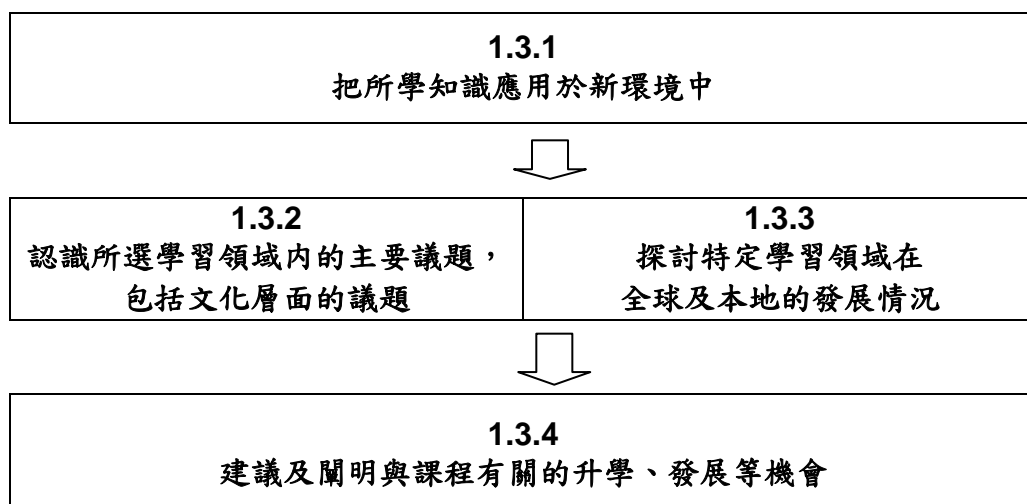 1.3.1
把所學知識應用於新環境中
1.3.2
認識所選學習領域内的主要議題，
包括文化層面的議題
1.3.3
探討特定學習領域在
全球及本地的發展情況
1.3.4
建議及闡明與課程有關的升學、發展等機會